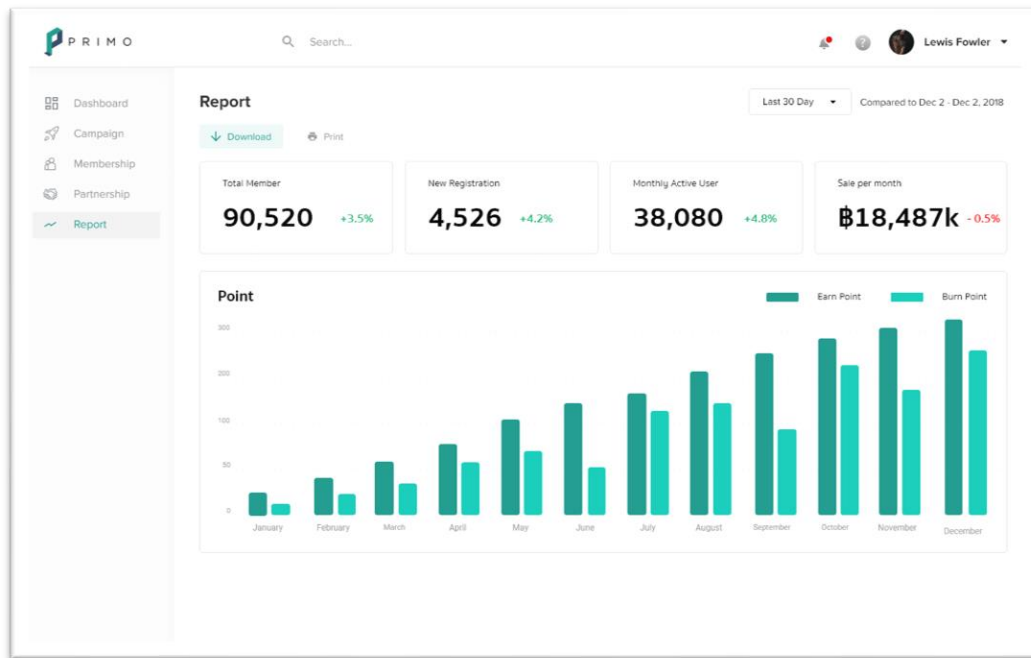 PRIMO
Search...
Lewis Fowler
Dashboard
Campaign
Membership
Partnership
Report
Report
Last 30 Day
Compared to Dec 2 - Dec 2, 2018
Download
Print
Total Member
90,520 +3.5%
New Registration
4,526 +4.2%
Monthly Active User
38,080 +4.8%
Sale per month
฿18,487k - 0.5%
Point
Earn Point
Burn Point
300
200
100
50
0
January February March April May June July August September October November December